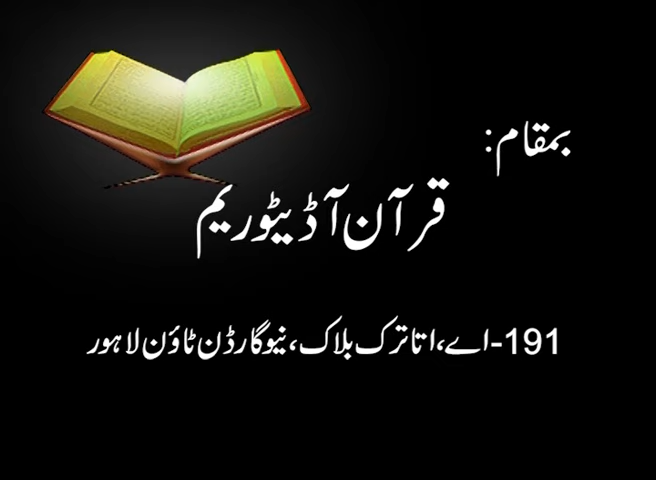 بمقام:
قرآن آڈیٹوریم
191-اے، اتاترک بلاک، نیو گارڈن ٹاؤن لاہور